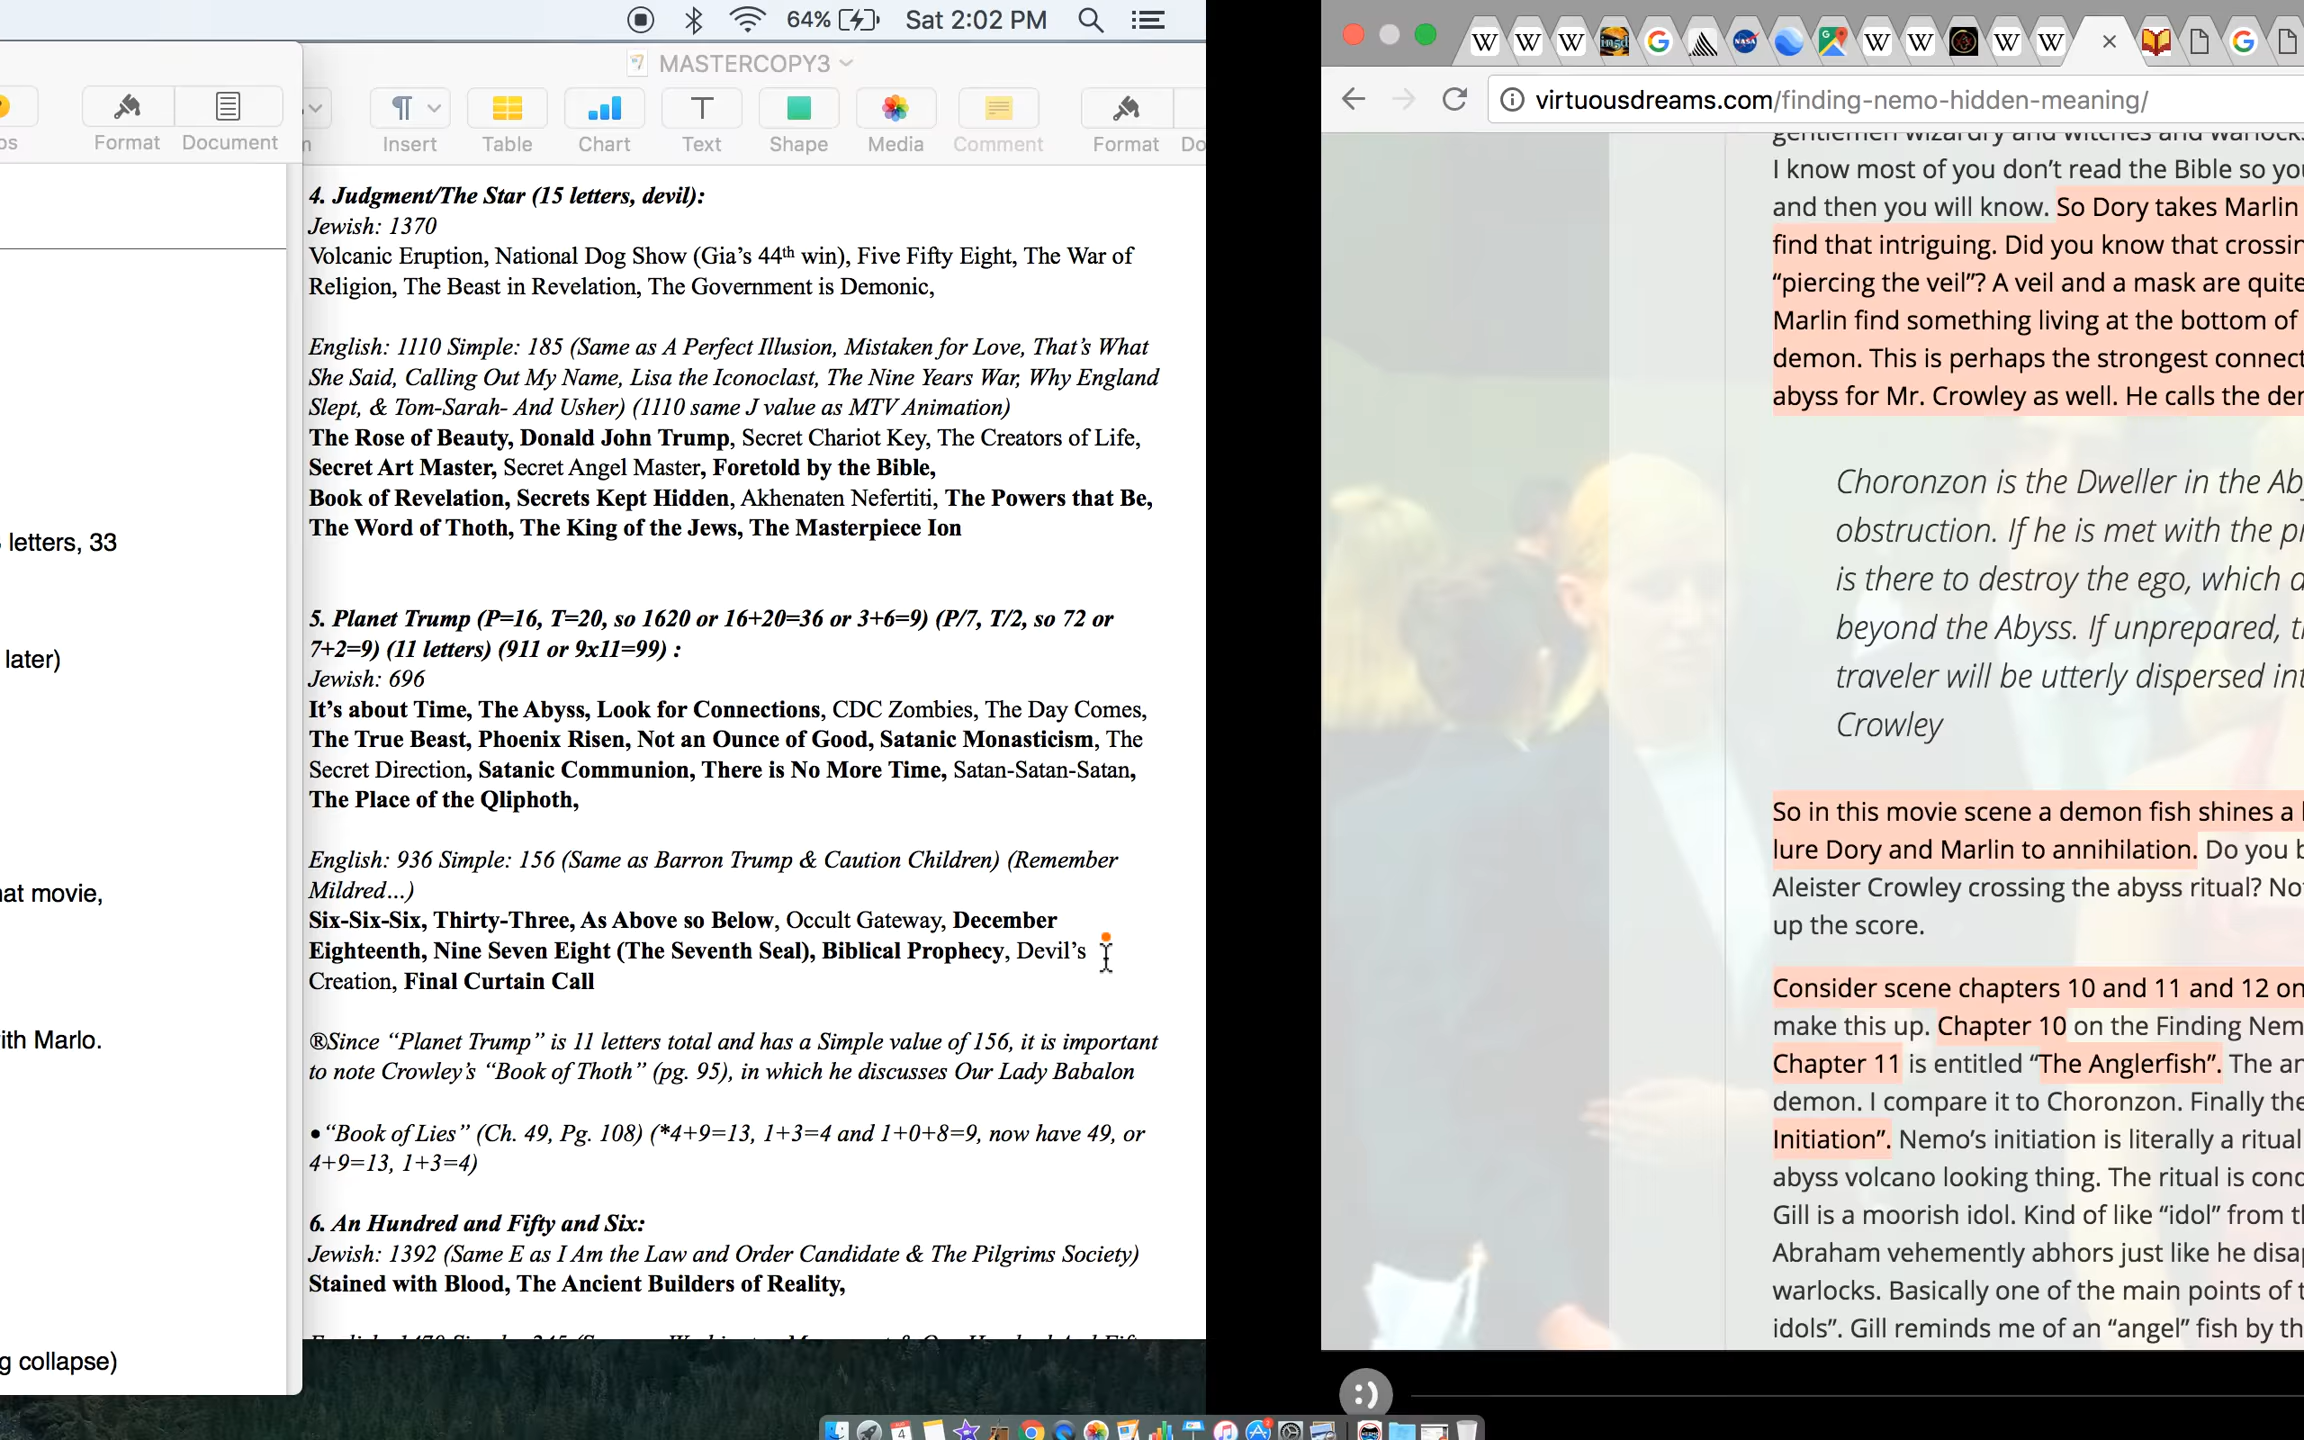 64%
Sat 2:02 PM
Format
Document
letters, 33
later)
at movie,
ith Marlo.
g collapse)
MASTERCOPY3
Insert
Table
Chart
Text
Shape
Media
Comment
Format
Do
4. Judgment/The Star (15 letters, devil):
Jewish: 1370
Volcanic Eruption, National Dog Show (Gia’s 44th win), Five Fifty Eight, The War of
Religion, The Beast in Revelation, The Government is Demonic,
English: 1110 Simple: 185 (Same as A Perfect Illusion, Mistaken for Love, That’s What
She Said, Calling Out My Name, Lisa the Iconoclast, The Nine Years War, Why England
Slept, & Tom-Sarah- And Usher) (1110 same J value as MTV Animation)
The Rose of Beauty, Donald John Trump, Secret Chariot Key, The Creators of Life,
Secret Art Master, Secret Angel Master, Foretold by the Bible,
Book of Revelation, Secrets Kept Hidden, Akhenaten Nefertiti, The Powers that Be,
The Word of Thoth, The King of the Jews, The Masterpiece Ion
5. Planet Trump (P=16, T=20, so 1620 or 16+20=36 or 3+6=9) (P/7, T/2, so 72 or
7+2=9) (11 letters) (911 or 9x11=99) :
Jewish: 696
It’s about Time, The Abyss, Look for Connections, CDC Zombies, The Day Comes,
The True Beast, Phoenix Risen, Not an Ounce of Good, Satanic Monasticism, The
Secret Direction, Satanic Communion, There is No More Time, Satan-Satan-Satan,
The Place of the Qliphoth,
English: 936 Simple: 156 (Same as Barron Trump & Caution Children) (Remember
Mildred...)
Six-Six-Six, Thirty-Three, As Above so Below, Occult Gateway, December
Eighteenth, Nine Seven Eight (The Seventh Seal), Biblical Prophecy, Devil’s
Creation, Final Curtain Call
®Since “Planet Trump” is 11 letters total and has a Simple value of 156, it is important
to note Crowley’s “Book of Thoth” (pg. 95), in which he discusses Our Lady Babalon
•“Book of Lies” (Ch. 49, Pg. 108) (*4+9=13, 1+3=4 and 1+0+8=9, now have 49, or
4+9=13, 1+3=4)
6. An Hundred and Fifty and Six:
Jewish: 1392 (Same E as I Am the Law and Order Candidate & The Pilgrims Society)
Stained with Blood, The Ancient Builders of Reality,
virtuousdreams.com/finding-nemo-hidden-meaning/
gentlemen wizardry and witches and warlocks
I know most of you don’t read the Bible so yo
and then you will know. So Dory takes Marlin
find that intriguing. Did you know that crossin
“piercing the veil”? A veil and a mask are quite
Marlin find something living at the bottom of
demon. This is perhaps the strongest connect
abyss for Mr. Crowley as well. He calls the de
Choronzon is the Dweller in the Ab
obstruction. If he is met with the p
is there to destroy the ego, which
beyond the Abyss. If unprepared, t
traveler will be utterly dispersed int
Crowley
So in this movie scene a demon fish shines a
lure Dory and Marlin to annihilation. Do you b
Aleister Crowley crossing the abyss ritual? No
up the score.
Consider scene chapters 10 and 11 and 12 on
make this up. Chapter 10 on the Finding Nem
Chapter 11 is entitled “The Anglerfish”. The an
demon. I compare it to Choronzon. Finally the
Initiation”. Nemo’s initiation is literally a ritual
abyss volcano looking thing. The ritual is con
Gill is a moorish idol. Kind of like “idol” from th
Abraham vehemently abhors just like he disa
warlocks. Basically one of the main points of
idols”. Gill reminds me of an “angel” fish by th
:)